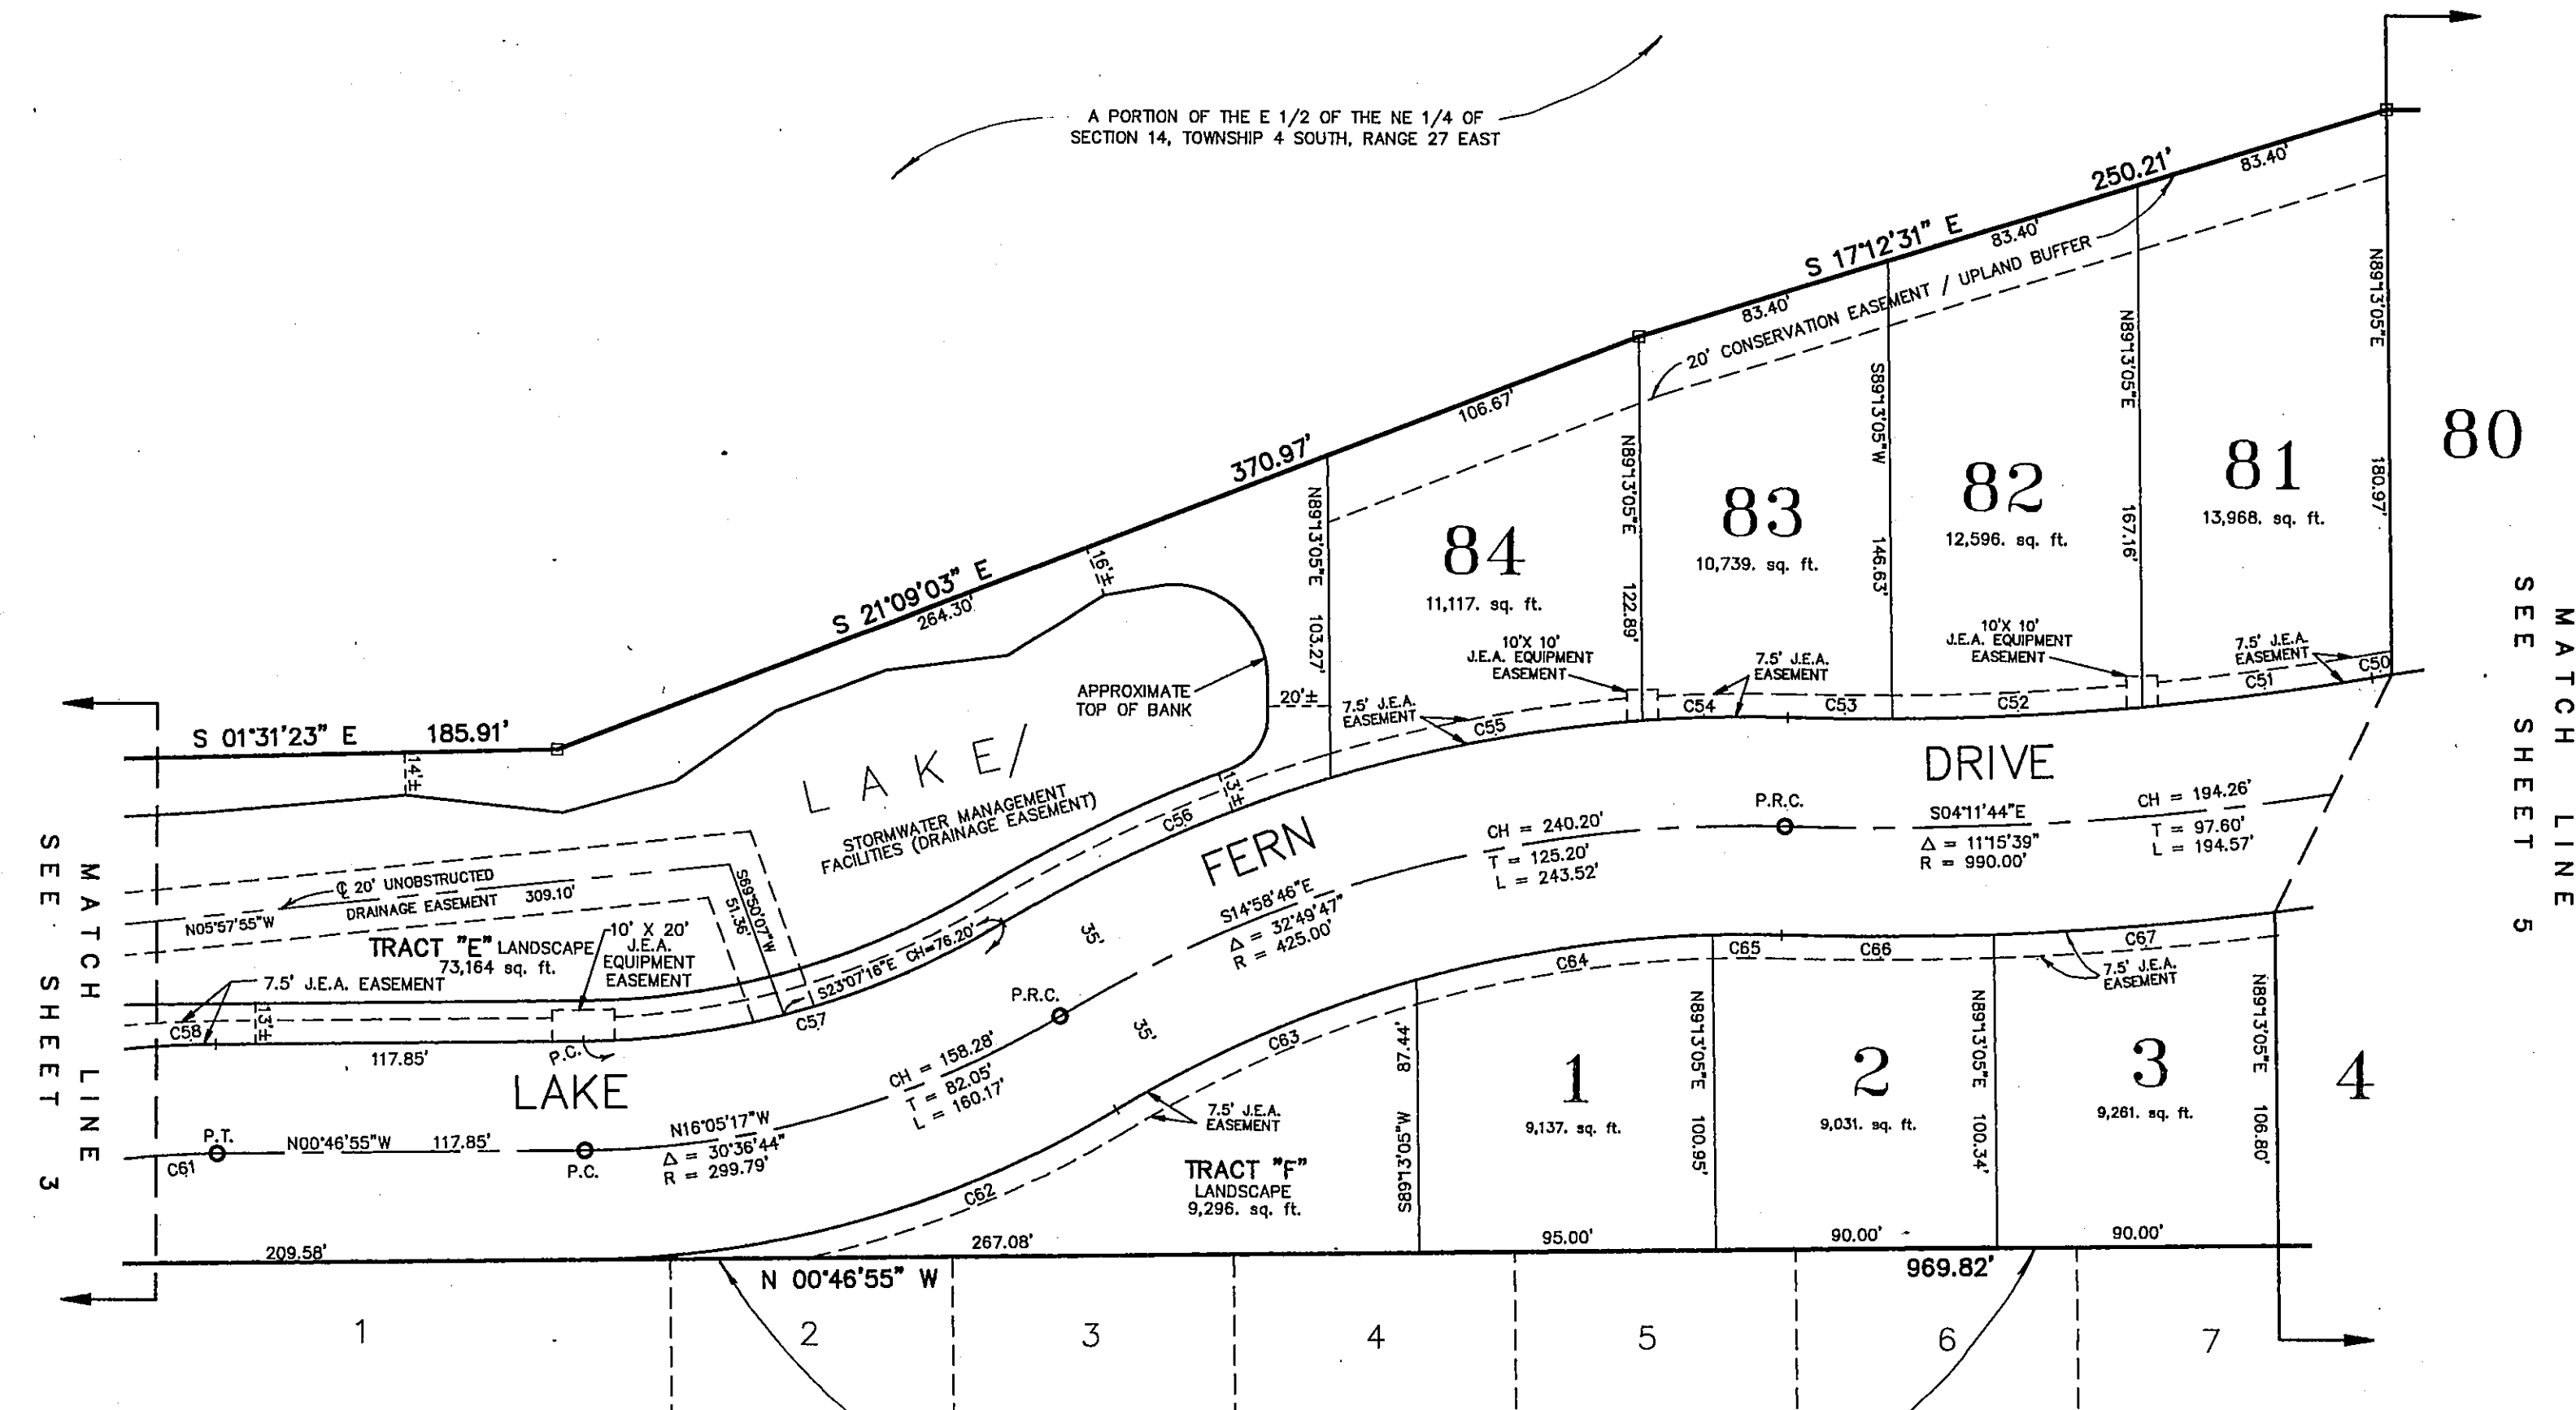 A PORTION OF THE E 1/2 OF THE NE 1/4 OF
SECTION 14, TOWNSHIP 4 SOUTH, RANGE 27 EAST
250.21'
83.40'
S 17°12'31" E
83.40'
83.40'
20' CONSERVATION EASEMENT / UPLAND BUFFER
106.67'
370.97'
S 21°09'03" E
264.30'
16'±
S 01°31'23" E 185.91'
14'±
N89°13'05"E 103.27'
N89°13'05"E 122.89'
S89°13'05"W 146.63'
N89°13'05"E 167.16'
N89°13'05"E 180.97'
84
11,117. sq. ft.
83
10,739. sq. ft.
82
12,596. sq. ft.
81
13,968. sq. ft.
80
MATCH LINE
SEE SHEET 5
10'X 10'
J.E.A. EQUIPMENT
EASEMENT
7.5' J.E.A.
EASEMENT
10'X 10'
J.E.A. EQUIPMENT
EASEMENT
7.5' J.E.A.
EASEMENT
C50
C51
C52
C53
C54
C55
7.5' J.E.A.
EASEMENT
20'±
APPROXIMATE
TOP OF BANK
13'±
C56
LAKE/
STORMWATER MANAGEMENT
FACILITIES (DRAINAGE EASEMENT)
℄ 20' UNOBSTRUCTED
DRAINAGE EASEMENT 309.10'
N05°57'55"W
S69°50'07"W
51.36'
TRACT "E" LANDSCAPE
73,164 sq. ft.
10' X 20'
J.E.A.
EQUIPMENT
EASEMENT
7.5' J.E.A. EASEMENT
S23°07'16"E CH=76.20'
C57
C58
13'±
117.85'
P.C.
MATCH LINE
SEE SHEET 3
LAKE
FERN
DRIVE
P.R.C.
S04°11'44"E
Δ = 11°15'39"
R = 990.00'
CH = 194.26'
T = 97.60'
L = 194.57'
CH = 240.20'
T = 125.20'
L = 243.52'
S14°58'46"E
Δ = 32°49'47"
R = 425.00'
35'
35'
P.R.C.
CH = 158.28'
T = 82.05'
L = 160.17'
N16°05'17"W
Δ = 30°36'44"
R = 299.79'
P.C.
N00°46'55"W 117.85'
P.T.
C61
C62
C63
C64
C65
C66
C67
7.5' J.E.A.
EASEMENT
7.5' J.E.A.
EASEMENT
TRACT "F"
LANDSCAPE
9,296. sq. ft.
S89°13'05"W 87.44'
1
9,137. sq. ft.
N89°13'05"E 100.95'
2
9,031. sq. ft.
N89°13'05"E 100.34'
3
9,261. sq. ft.
N89°13'05"E 106.80'
4
209.58'
267.08'
95.00'
90.00'
90.00'
N 00°46'55" W
969.82'
1
2
3
4
5
6
7